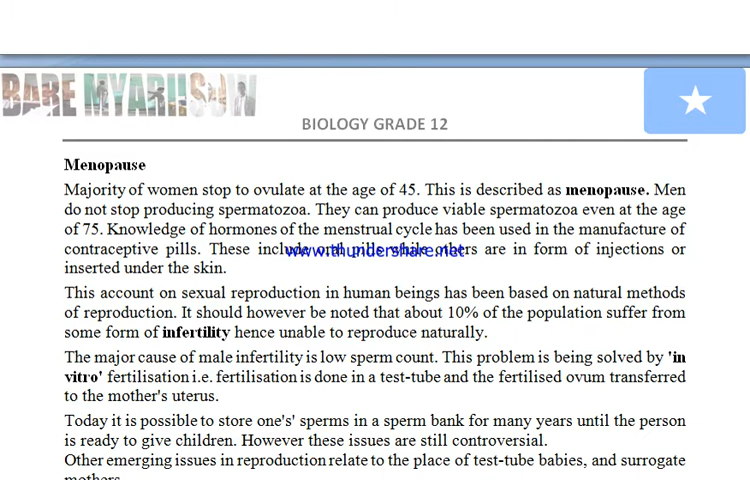 BARE MYARHSOW
BIOLOGY GRADE 12
Menopause
Majority of women stop to ovulate at the age of 45. This is described as menopause. Men
do not stop producing spermatozoa. They can produce viable spermatozoa even at the age
of 75. Knowledge of hormones of the menstrual cycle has been used in the manufacture of
contraceptive pills. These include oral pills while others are in form of injections or
www.thundershare.net
inserted under the skin.
This account on sexual reproduction in human beings has been based on natural methods
of reproduction. It should however be noted that about 10% of the population suffer from
some form of infertility hence unable to reproduce naturally.
The major cause of male infertility is low sperm count. This problem is being solved by 'in
vitro' fertilisation i.e. fertilisation is done in a test-tube and the fertilised ovum transferred
to the mother's uterus.
Today it is possible to store one's' sperms in a sperm bank for many years until the person
is ready to give children. However these issues are still controversial.
Other emerging issues in reproduction relate to the place of test-tube babies, and surrogate
mothers